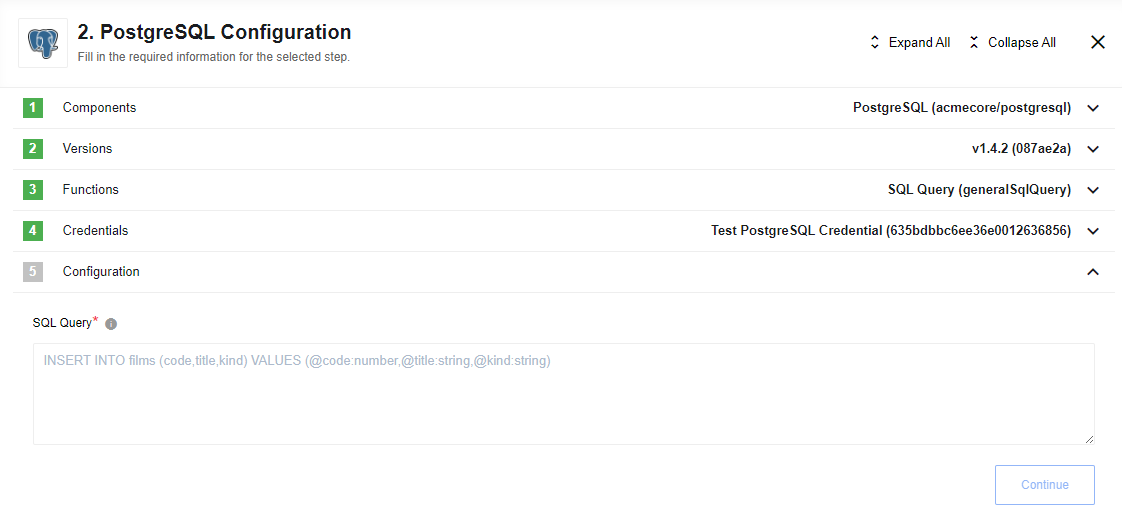 2. PostgreSQL Configuration
Fill in the required information for the selected step.
Expand All
Collapse All
1 Components PostgreSQL (acmecore/postgresql)
2 Versions v1.4.2 (087ae2a)
3 Functions SQL Query (generalSqlQuery)
4 Credentials Test PostgreSQL Credential (635bdbbc6ee36e0012636856)
5 Configuration
SQL Query*
INSERT INTO films (code,title,kind) VALUES (@code:number,@title:string,@kind:string)
Continue